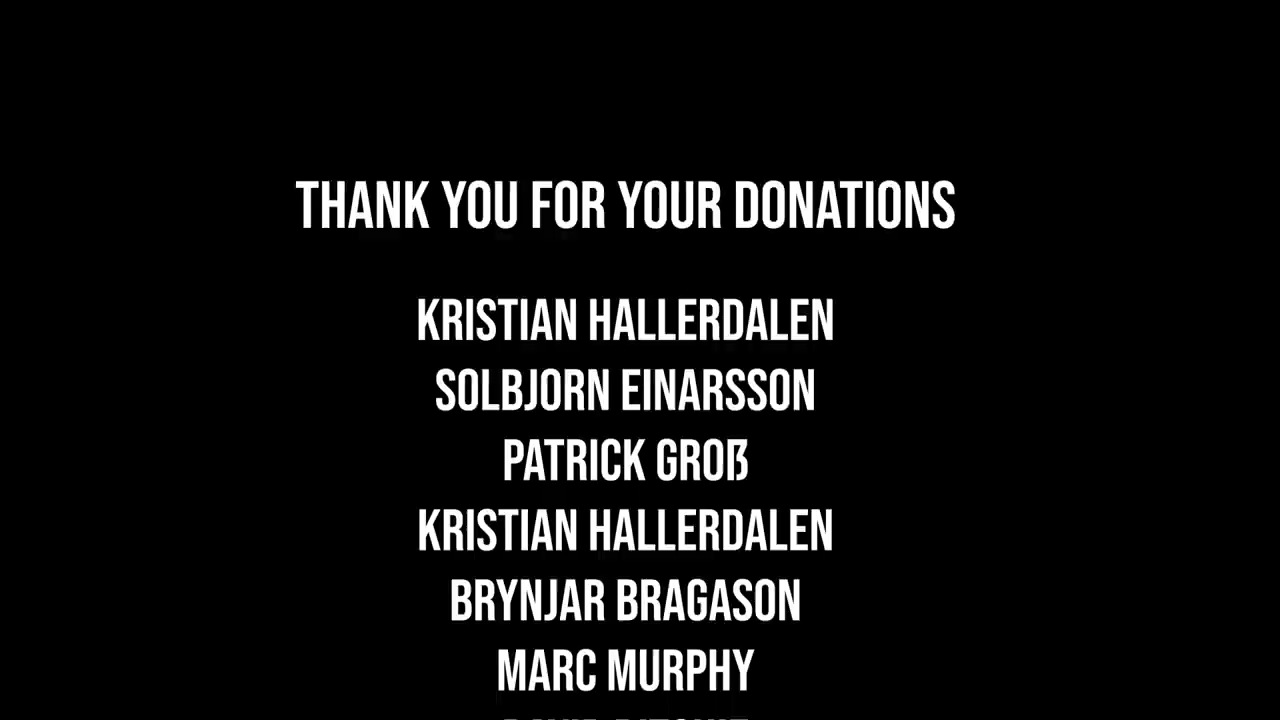 THANK YOU FOR YOUR DONATIONS
KRISTIAN HALLERDALEN
SOLBJORN EINARSSON
PATRICK GROẞ
KRISTIAN HALLERDALEN
BRYNJAR BRAGASON
MARC MURPHY